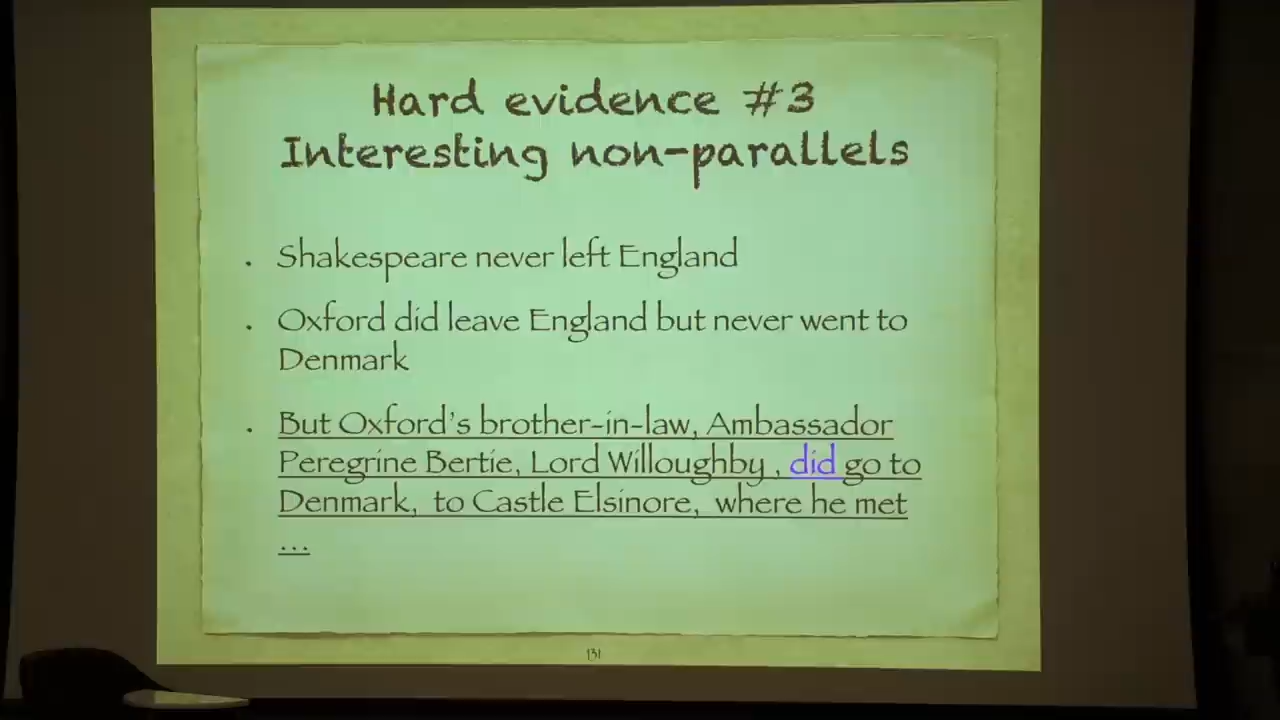 Hard evidence #3
Interesting non-parallels
. Shakespeare never left England
. Oxford did leave England but never went to
Denmark
. But Oxford's brother-in-law, Ambassador
Peregrine Bertie, Lord Willoughby , did go to
Denmark, to Castle Elsinore, where he met
...
131